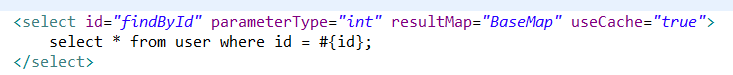 <select id="findById" parameterType="int" resultMap="BaseMap" useCache="true">
select * from user where id = #{id};
</select>